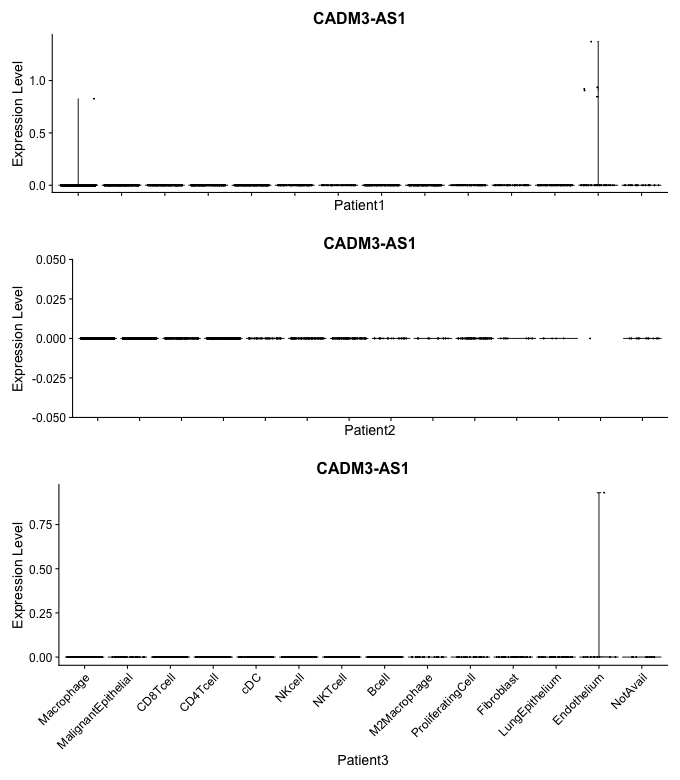 CADM3-AS1
Expression Level
1.0
0.5
0.0
Patient1
CADM3-AS1
Expression Level
0.050
0.025
0.000
-0.025
-0.050
Patient2
CADM3-AS1
Expression Level
0.75
0.50
0.25
0.00
Macrophage
MalignantEpithelial
CD8Tcell
CD4Tcell
cDC
NKcell
NKTcell
Bcell
M2Macrophage
ProliferatingCell
Fibroblast
LungEpithelium
Endothelium
NotAvail
Patient3